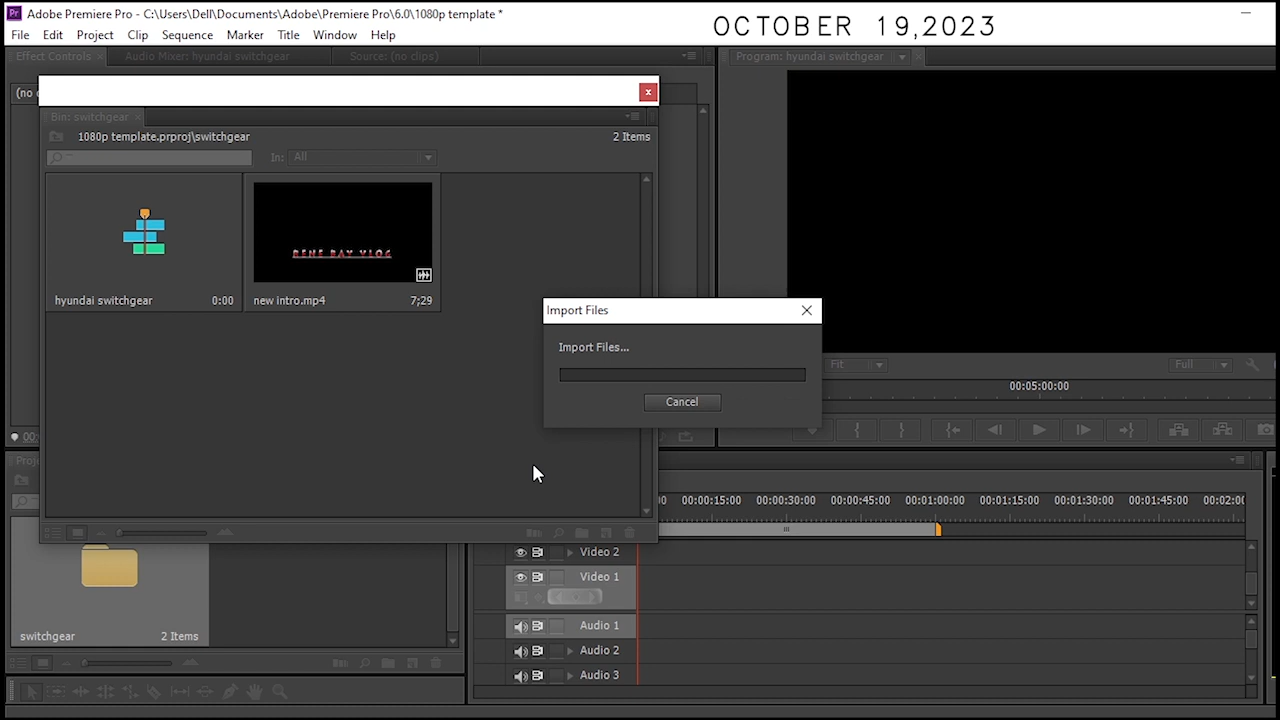 Adobe Premiere Pro - C:\Users\Dell\Documents\Adobe\Premiere Pro\6.0\1080p template *
OCTOBER 19,2023
File Edit Project Clip Sequence Marker Title Window Help
Effect Controls Audio Mixer: hyundai switchgear Source: (no clips)
Program: hyundai switchgear
(no
Bin: switchgear
1080p template.prproj\switchgear
2 Items
In: All
RENE RAY VLOG
hyundai switchgear 0:00
new intro.mp4 7;29
Import Files
Import Files...
Cancel
Fit
Full
00:05:00:00
00:
Proj
00:00:15:00 00:00:30:00 00:00:45:00 00:01:00:00 00:01:15:00 00:01:30:00 00:01:45:00 00:02:0
Video 2
Video 1
Audio 1
Audio 2
Audio 3
switchgear 2 Items